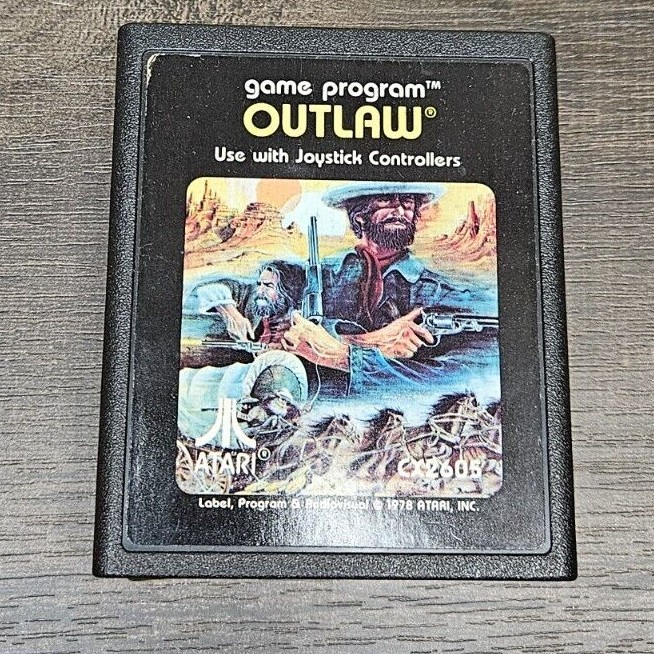 game program™
OUTLAW®
Use with Joystick Controllers
ATARI®
CX2605
Label, Program & Audiovisual © 1978 ATARI, INC.